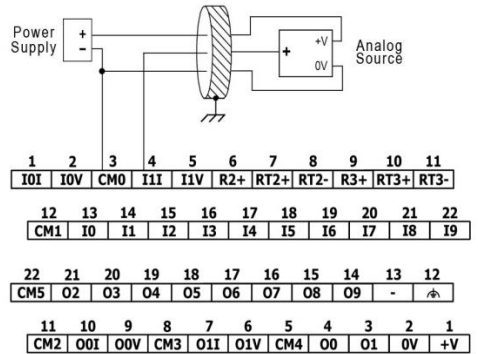 Power Supply
+
-
+
+V
0V
Analog Source
1 2 3 4 5 6 7 8 9 10 11
I0I I0V CM0 I1I I1V R2+ RT2+ RT2- R3+ RT3+ RT3-
12 13 14 15 16 17 18 19 20 21 22
CM1 I0 I1 I2 I3 I4 I5 I6 I7 I8 I9
22 21 20 19 18 17 16 15 14 13 12
CM5 O2 O3 O4 O5 O6 O7 O8 O9 -
11 10 9 8 7 6 5 4 3 2 1
CM2 O0I O0V CM3 O1I O1V CM4 O0 O1 0V +V